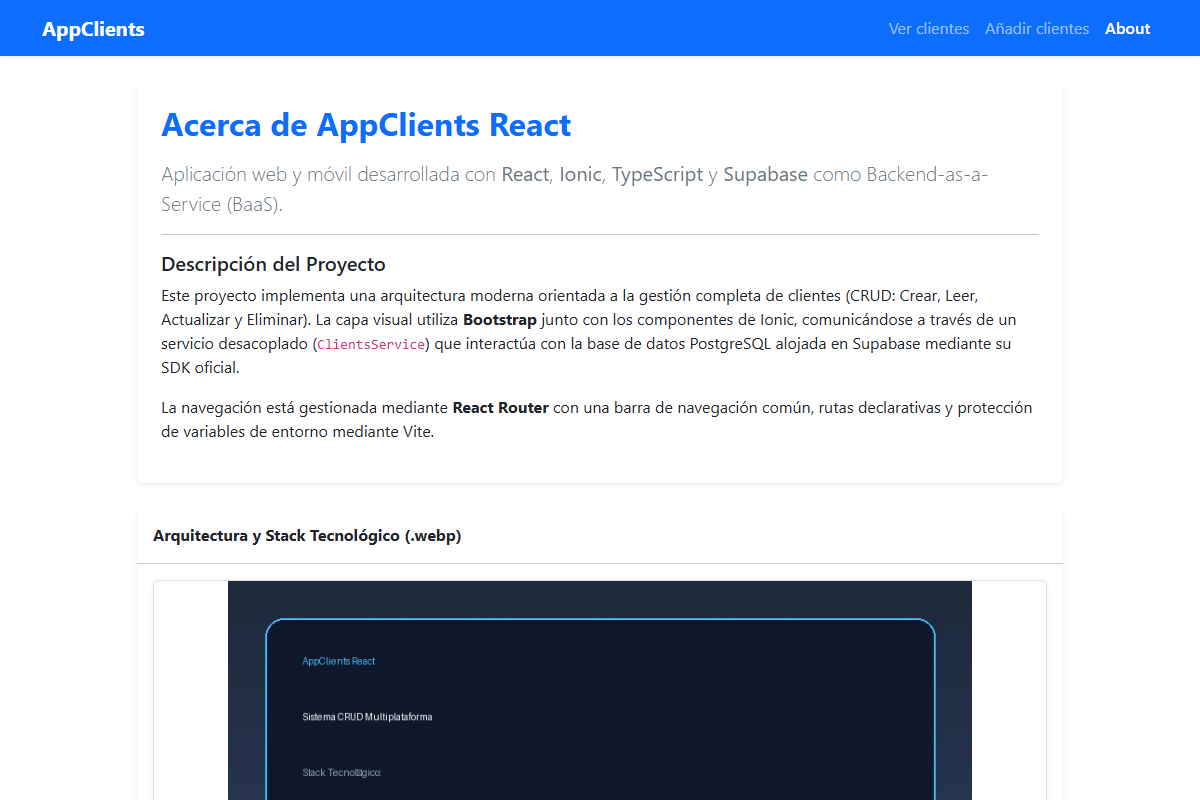 AppClients
Ver clientes Añadir clientes About
Acerca de AppClients React
Aplicación web y móvil desarrollada con React, Ionic, TypeScript y Supabase como Backend-as-a-
Service (BaaS).
Descripción del Proyecto
Este proyecto implementa una arquitectura moderna orientada a la gestión completa de clientes (CRUD: Crear, Leer,
Actualizar y Eliminar). La capa visual utiliza Bootstrap junto con los componentes de Ionic, comunicándose a través de un
servicio desacoplado (ClientsService) que interactúa con la base de datos PostgreSQL alojada en Supabase mediante su
SDK oficial.
La navegación está gestionada mediante React Router con una barra de navegación común, rutas declarativas y protección
de variables de entorno mediante Vite.
Arquitectura y Stack Tecnológico (.webp)
AppClients React
Sistema CRUD Multiplataforma
Stack